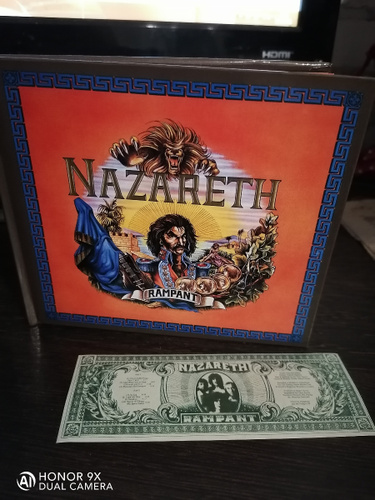 HDMI
NAZARETH
RAMPANT
NAZARETH
RAMPANT
HONOR 9X
DUAL CAMERA